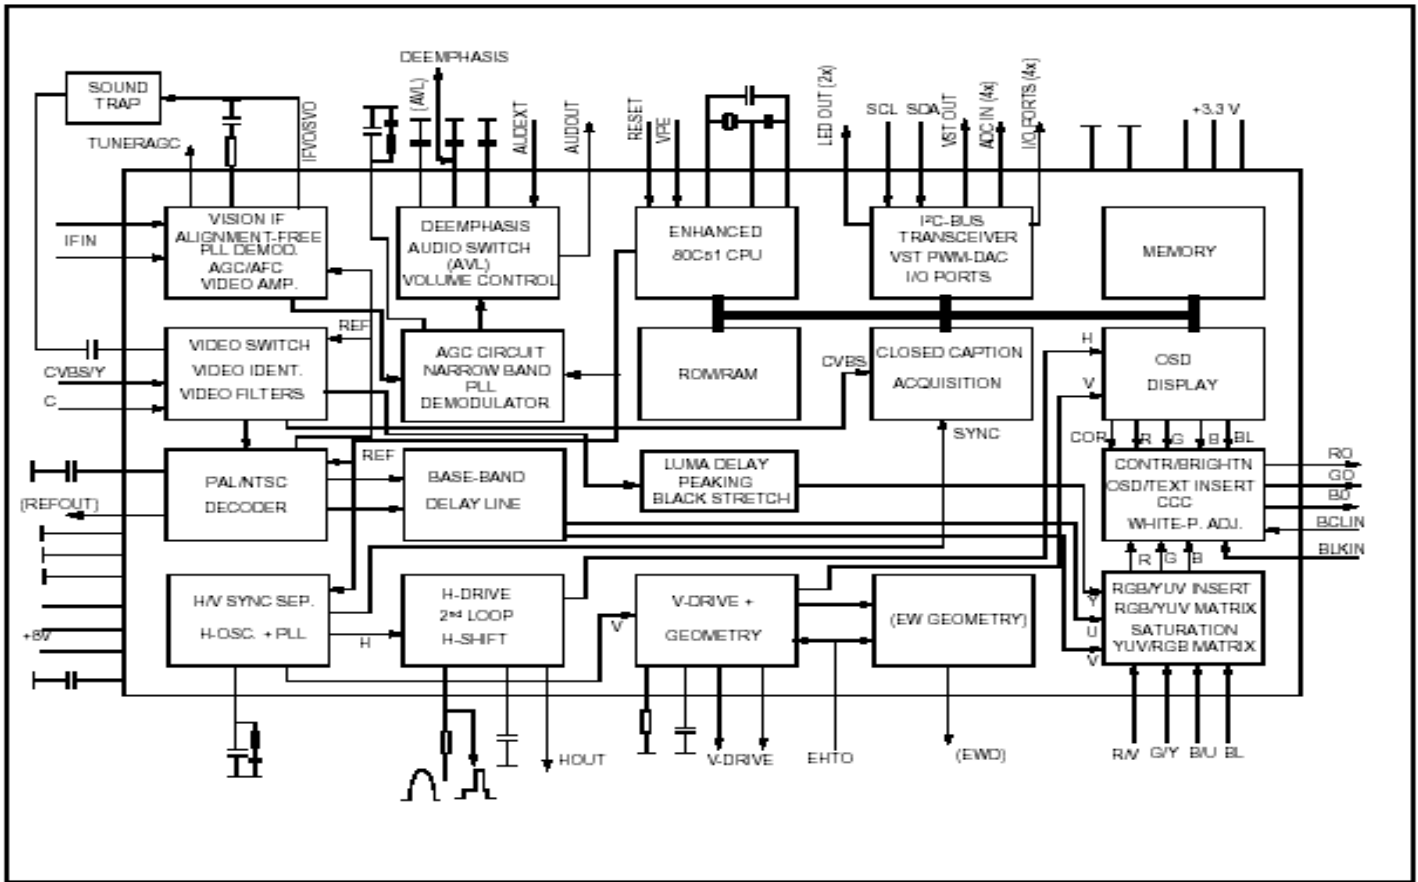 DEEMPHASIS
SOUND
TRAP
TUNERAGC
IFVO/SVO
(AVL)
AUDEXT
AUDOUT
RESET
VPE
LED OUT (2x)
SCL
SDA
VST OUT
ADC IN (4x)
I/O PORTS (4x)
+3.3 V
IFIN
VISION IF
ALIGNMENT-FREE
PLL DEMOD.
AGC/AFC
VIDEO AMP.
DEEMPHASIS
AUDIO SWITCH
(AVL)
VOLUME CONTROL
ENHANCED
80C51 CPU
I²C-BUS
TRANSCEIVER
VST PWM-DAC
I/O PORTS
MEMORY
REF
CVBS/Y
C
VIDEO SWITCH
VIDEO IDENT.
VIDEO FILTERS
AGC CIRCUIT
NARROW BAND
PLL
DEMODULATOR
ROM/RAM
CVBS
CLOSED CAPTION
ACQUISITION
SYNC
H
V
OSD
DISPLAY
COR
R
G
B
BL
REF
(REFOUT)
PAL/NTSC
DECODER
BASE-BAND
DELAY LINE
LUMA DELAY
PEAKING
BLACK STRETCH
CONTR/BRIGHTN
OSD/TEXT INSERT
CCC
WHITE-P. ADJ.
RO
GO
BO
BCLIN
BLKIN
R
G
B
+8V
H/V SYNC SEP.
H-OSC. + PLL
H
H-DRIVE
2nd LOOP
H-SHIFT
V
V-DRIVE +
GEOMETRY
(EW GEOMETRY)
Y
U
V
RGB/YUV INSERT
RGB/YUV MATRIX
SATURATION
YUV/RGB MATRIX
HOUT
V-DRIVE
EHTO
(EWD)
R/V
G/Y
B/U
BL